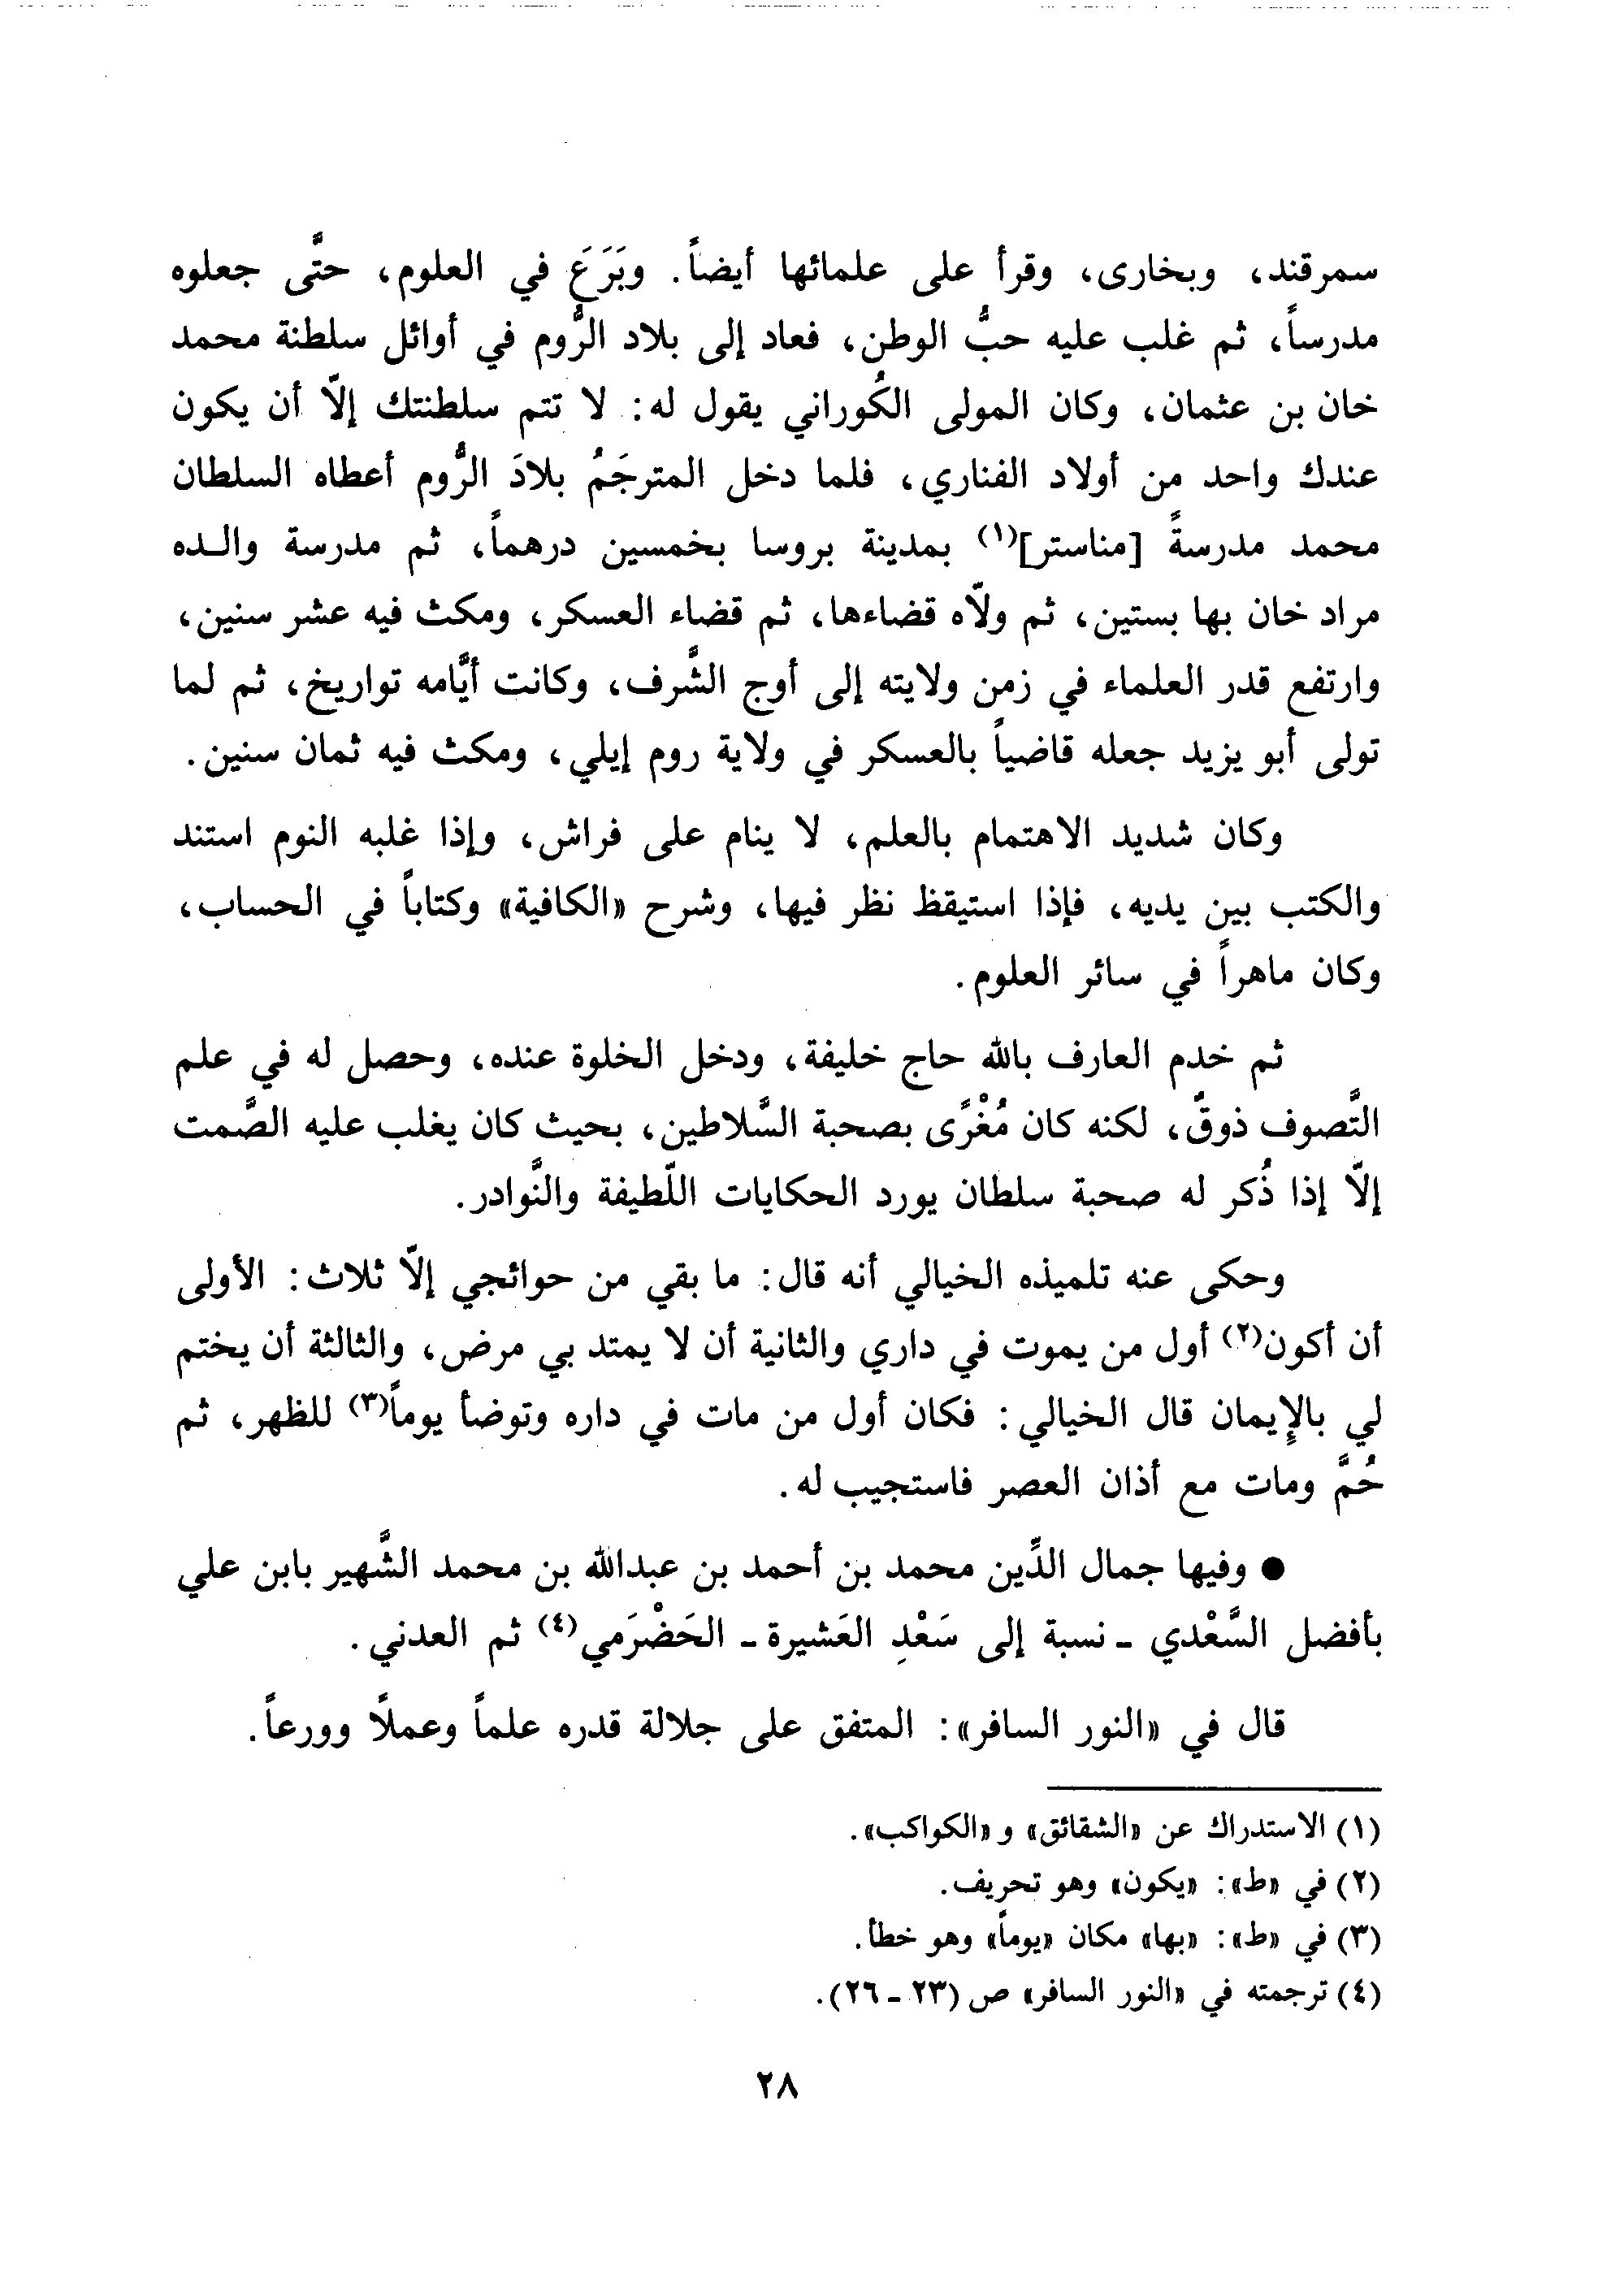 سمرقند، وبخارى، وقرأ على علمائها أيضاً. وبَرَعَ في العلوم، حتَّى جعلوه
مدرساً، ثم غلب عليه حبُّ الوطن، فعاد إلى بلاد الرُّوم في أوائل سلطنة محمد
خان بن عثمان، وكان المولى الكُوراني يقول له: لا تتم سلطنتك إلّا أن يكون
عندك واحد من أولاد الفناري، فلما دخل المترجَمُ بلادَ الرُّوم أعطاه السلطان
محمد مدرسةً [مناستر](١) بمدينة بروسا بخمسين درهماً، ثم مدرسة والـده
مراد خان بها بستين، ثم ولّاه قضاءها، ثم قضاء العسكر، ومكث فيه عشر سنين،
وارتفع قدر العلماء في زمن ولايته إلى أوج الشَّرف، وكانت أيَّامه تواريخ، ثم لما
تولى أبو يزيد جعله قاضياً بالعسكر في ولاية روم إيلي، ومكث فيه ثمان سنين.
وكان شديد الاهتمام بالعلم، لا ينام على فراش، وإذا غلبه النوم استند
والكتب بين يديه، فإذا استيقظ نظر فيها، وشرح «الكافية» وكتاباً في الحساب،
وكان ماهراً في سائر العلوم.
ثم خدم العارف بالله حاج خليفة، ودخل الخلوة عنده، وحصل له في علم
التَّصوف ذوقٌ، لكنه كان مُغْرًى بصحبة السَّلاطين، بحيث كان يغلب عليه الصَّمت
إلّا إذا ذُكر له صحبة سلطان يورد الحكايات اللّطيفة والنَّوادر.
وحكى عنه تلميذه الخيالي أنه قال: ما بقي من حوائجي إلّا ثلاث: الأولى
أن أكون(٢) أول من يموت في داري والثانية أن لا يمتد بي مرض، والثالثة أن يختم
لي بالإيمان قال الخيالي: فكان أول من مات في داره وتوضأ يوماً(٣) للظهر، ثم
حُمَّ ومات مع أذان العصر فاستجيب له.
● وفيها جمال الدِّين محمد بن أحمد بن عبدالله بن محمد الشَّهير بابن علي
بأفضل السَّعْدي ـ نسبة إلى سَعْدِ العَشيرة ـ الحَضْرَمي(٤) ثم العدني.
قال في «النور السافر»: المتفق على جلالة قدره علماً وعملًا وورعاً.
(١) الاستدراك عن «الشقائق» و «الكواكب».
(٢) في «ط»: «يكون» وهو تحريف.
(٣) في «ط»: «بها» مكان «يوماً» وهو خطأ.
(٤) ترجمته في «النور السافر» ص (٢٣ ـ ٢٦).
٢٨